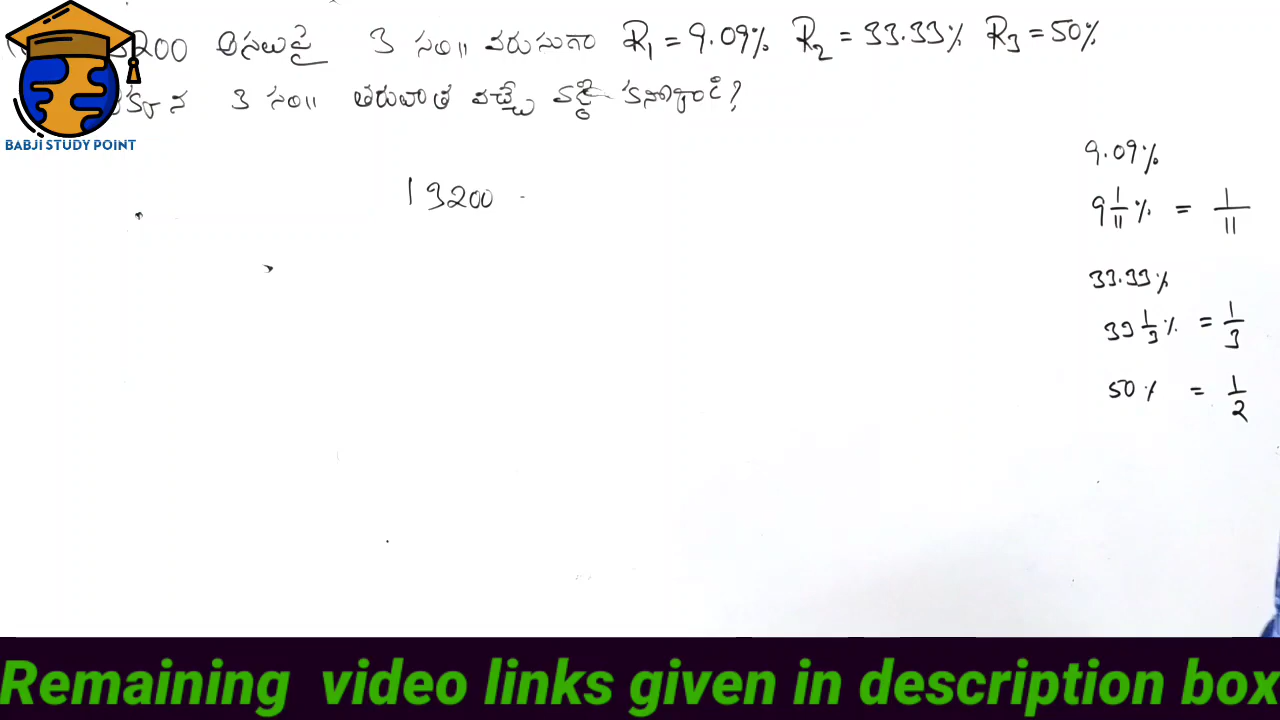 3200 అసలుపై 3 సం॥ వరుసుగా R₁ = 9.09% R₂ = 33.33% R₃ = 50%
న 3 సం॥ తరువాత వచ్చే వడ్డీ కనుగొండి?
BABJI STUDY POINT
13200
9.09%
9 1/11 % = 1/11
33.33%
33 1/3 % = 1/3
50% = 1/2
Remaining video links given in description box